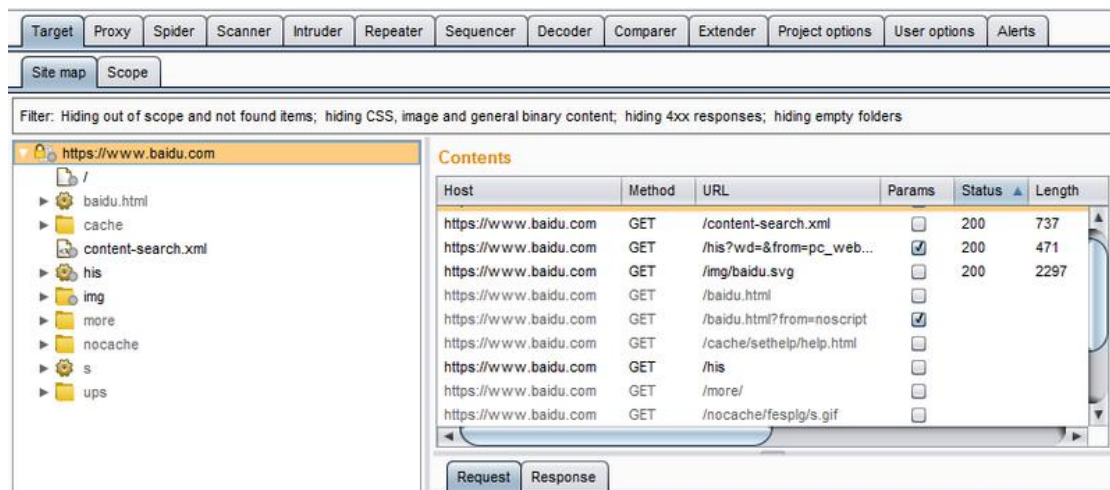 Target Proxy Spider Scanner Intruder Repeater Sequencer Decoder Comparer Extender Project options User options Alerts
Site map Scope
Filter: Hiding out of scope and not found items; hiding CSS, image and general binary content; hiding 4xx responses; hiding empty folders
https://www.baidu.com
/
baidu.html
cache
content-search.xml
his
img
more
nocache
s
ups
Contents
Host Method URL Params Status Length
https://www.baidu.com GET /content-search.xml 200 737
https://www.baidu.com GET /his?wd=&from=pc_web... 200 471
https://www.baidu.com GET /img/baidu.svg 200 2297
https://www.baidu.com GET /baidu.html
https://www.baidu.com GET /baidu.html?from=noscript
https://www.baidu.com GET /cache/sethelp/help.html
https://www.baidu.com GET /his
https://www.baidu.com GET /more/
https://www.baidu.com GET /nocache/fesplg/s.gif
Request Response